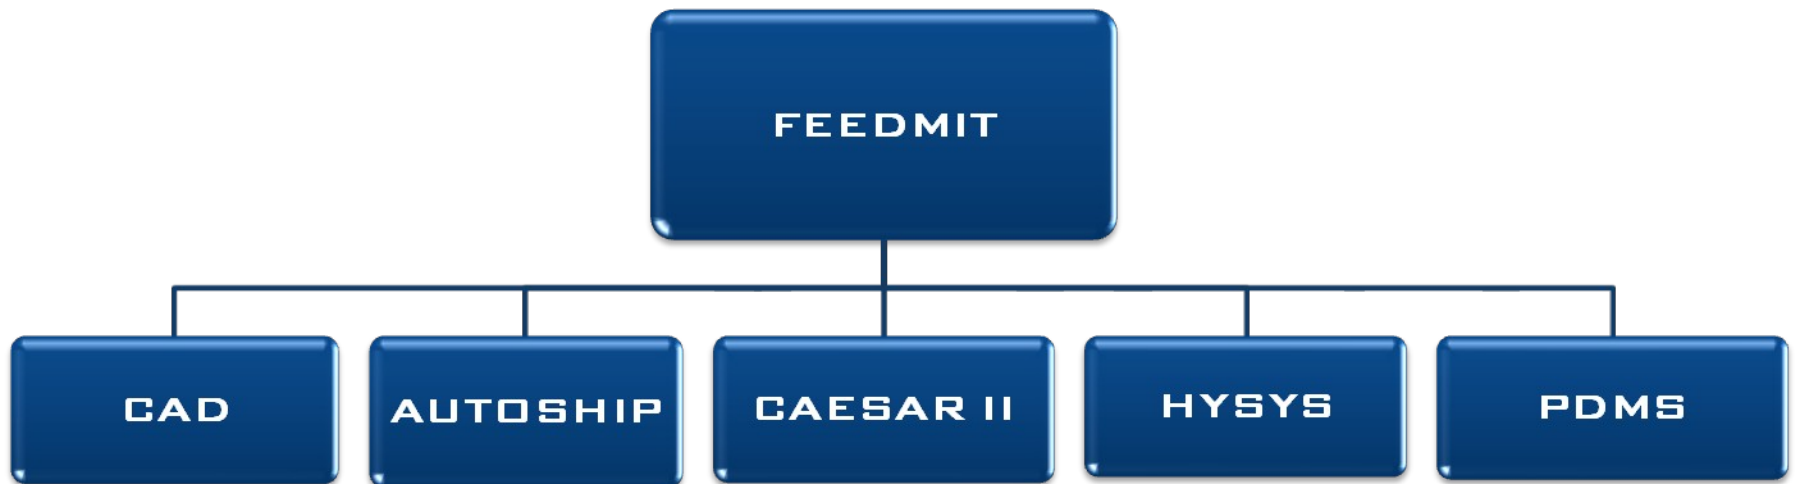 FEEDMIT
CAD
AUTOSHIP
CAESAR II
HYSYS
PDMS